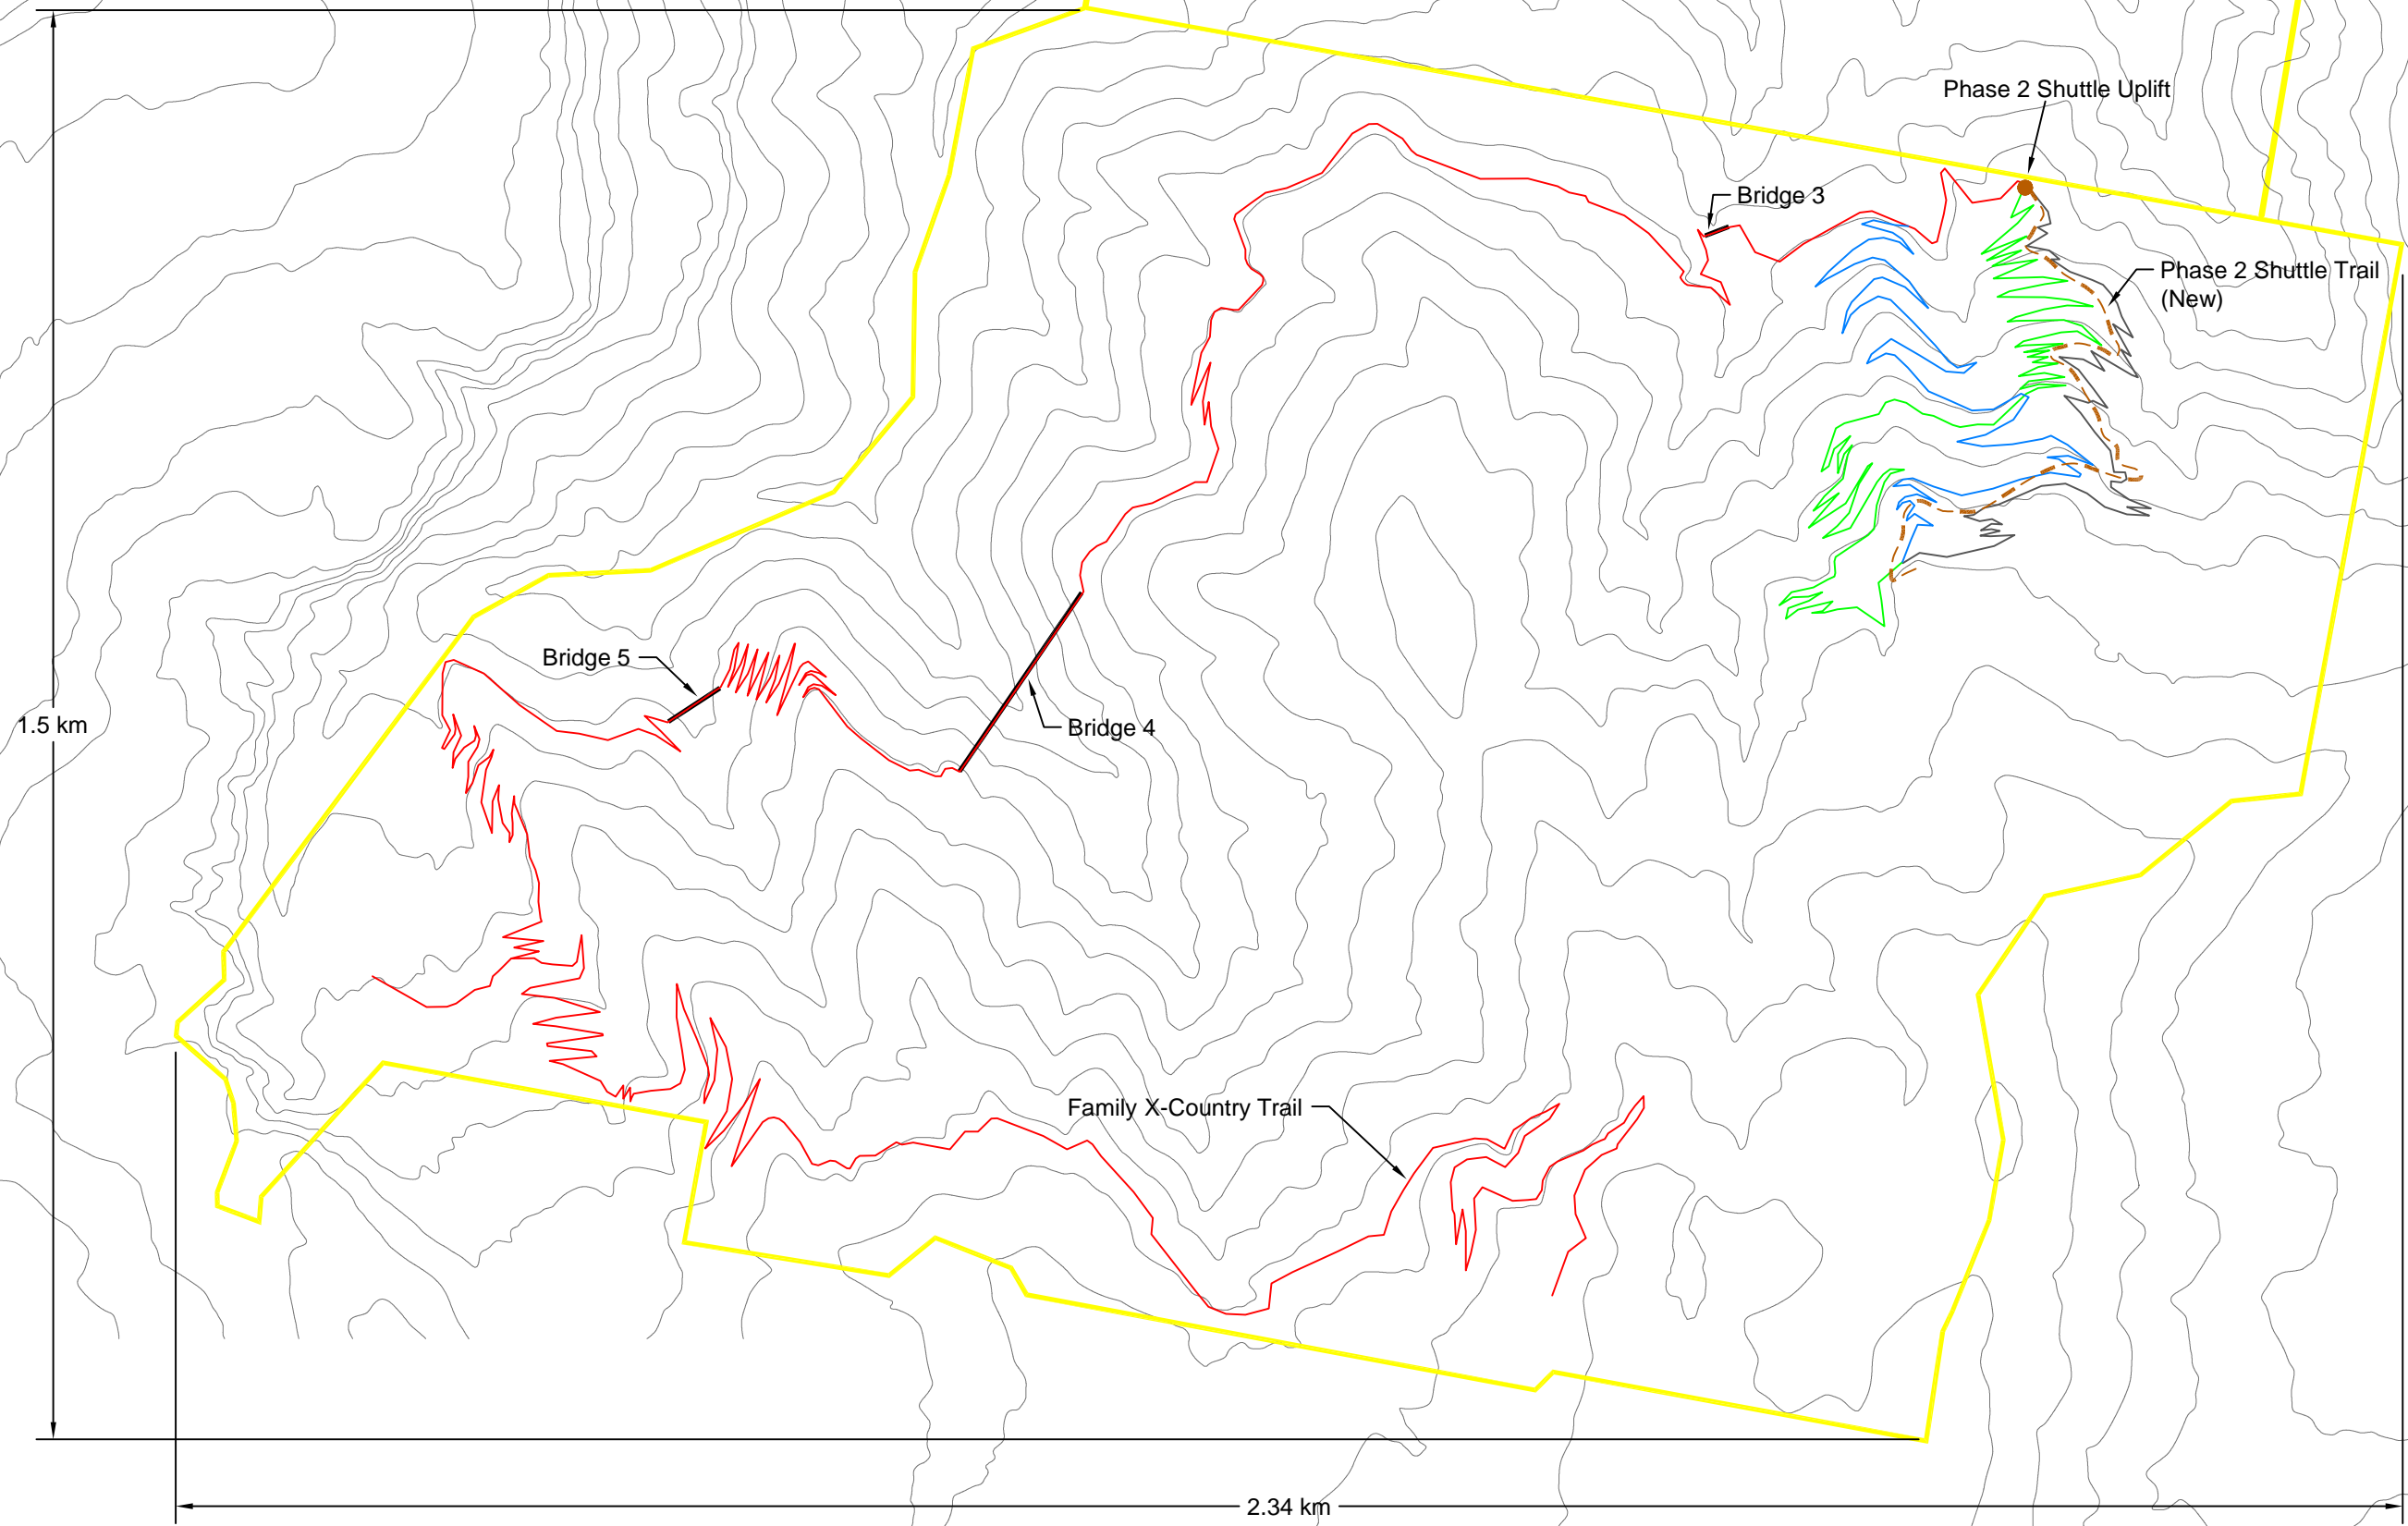 Phase 2 Shuttle Uplift
Bridge 3
Phase 2 Shuttle Trail
(New)
Bridge 5
1.5 km
Bridge 4
Family X-Country Trail
2.34 km